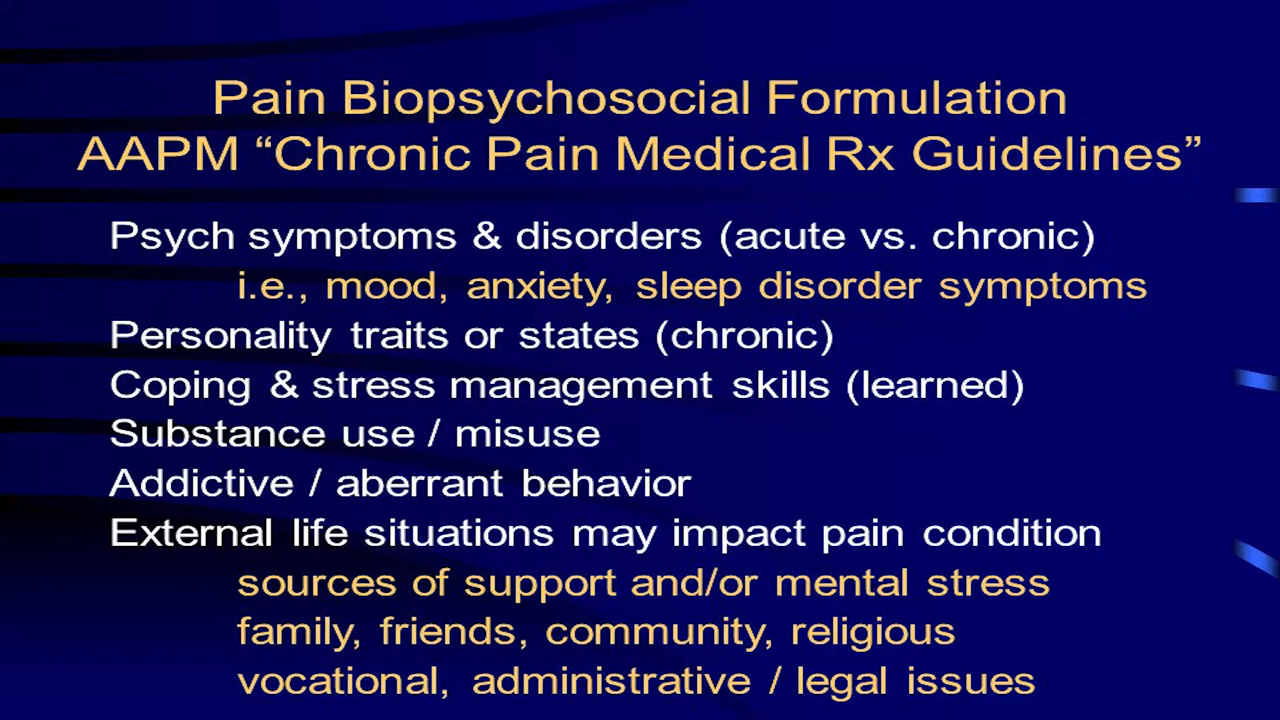 Pain Biopsychosocial Formulation
AAPM “Chronic Pain Medical Rx Guidelines”
Psych symptoms & disorders (acute vs. chronic)
i.e., mood, anxiety, sleep disorder symptoms
Personality traits or states (chronic)
Coping & stress management skills (learned)
Substance use / misuse
Addictive / aberrant behavior
External life situations may impact pain condition
sources of support and/or mental stress
family, friends, community, religious
vocational, administrative / legal issues